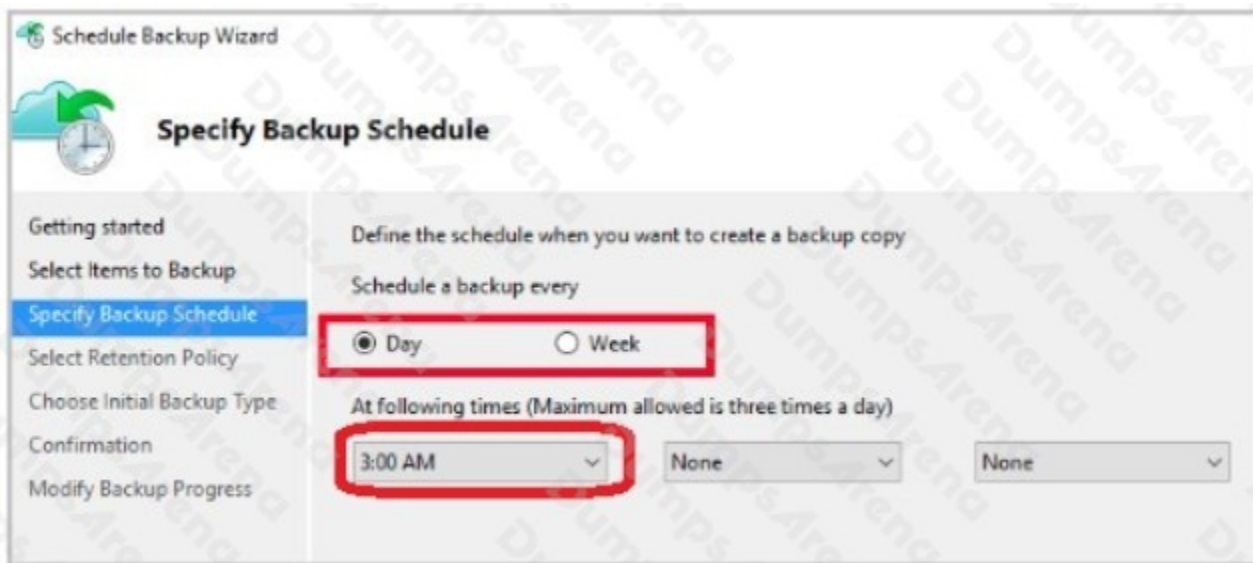 Schedule Backup Wizard
Specify Backup Schedule
Getting started
Select Items to Backup
Specify Backup Schedule
Select Retention Policy
Choose Initial Backup Type
Confirmation
Modify Backup Progress
Define the schedule when you want to create a backup copy
Schedule a backup every
Day Week
At following times (Maximum allowed is three times a day)
3:00 AM None None
DumpsArena